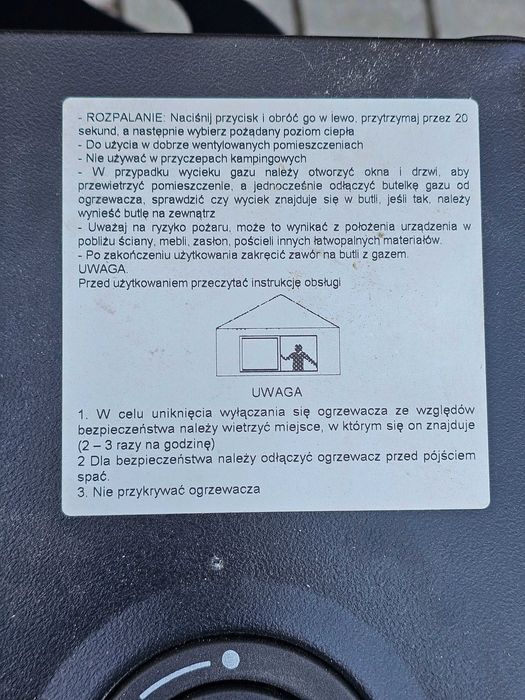 - ROZPALANIE: Naciśnij przycisk i obróć go w lewo, przytrzymaj przez 20
sekund, a następnie wybierz pożądany poziom ciepła
- Do użycia w dobrze wentylowanych pomieszczeniach
- Nie używać w przyczepach kampingowych
- W przypadku wycieku gazu należy otworzyć okna i drzwi, aby
przewietrzyć pomieszczenie, a jednocześnie odłączyć butelkę gazu od
ogrzewacza, sprawdzić czy wyciek znajduje się w butli, jeśli tak, należy
wynieść butlę na zewnątrz
- Uważaj na ryzyko pożaru, może to wynikać z położenia urządzenia w
pobliżu ściany, mebli, zasłon, pościeli innych łatwopalnych materiałów.
- Po zakończeniu użytkowania zakręcić zawór na butli z gazem.
UWAGA.
Przed użytkowaniem przeczytać instrukcję obsługi
UWAGA
1. W celu uniknięcia wyłączania się ogrzewacza ze względów
bezpieczeństwa należy wietrzyć miejsce, w którym się on znajduje
(2 – 3 razy na godzinę)
2 Dla bezpieczeństwa należy odłączyć ogrzewacz przed pójściem
spać.
3. Nie przykrywać ogrzewacza